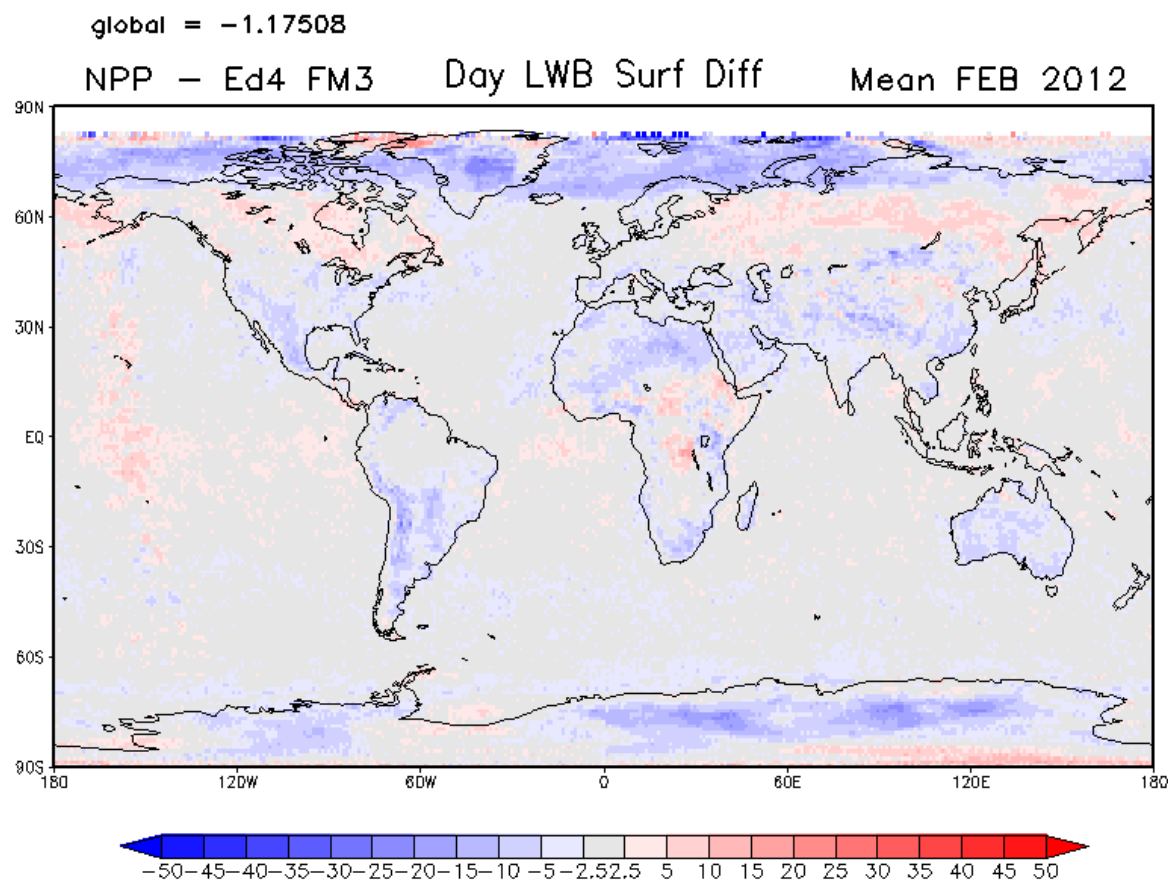 global = -1.17508
NPP - Ed4 FM3 Day LWB Surf Diff Mean FEB 2012
90N
60N
30N
EQ
30S
60S
90S
180 120W 60W 0 60E 120E 180
-50 -45 -40 -35 -30 -25 -20 -15 -10 -5 -2.5 2.5 5 10 15 20 25 30 35 40 45 50